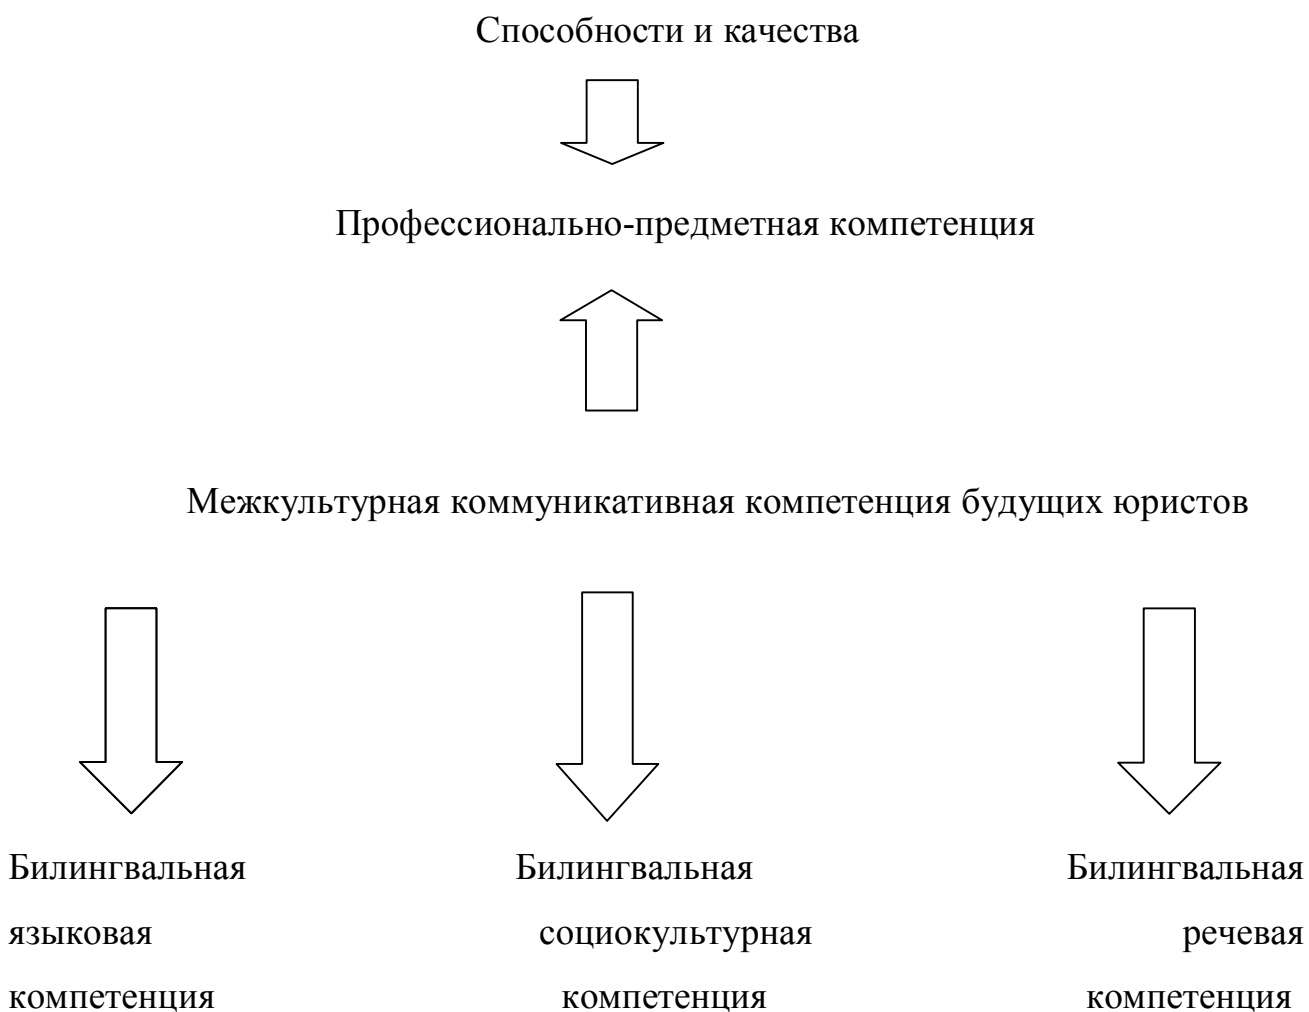 Способности и качества
Профессионально-предметная компетенция
Межкультурная коммуникативная компетенция будущих юристов
Билингвальная
языковая
компетенция
Билингвальная
социокультурная
компетенция
Билингвальная
речевая
компетенция